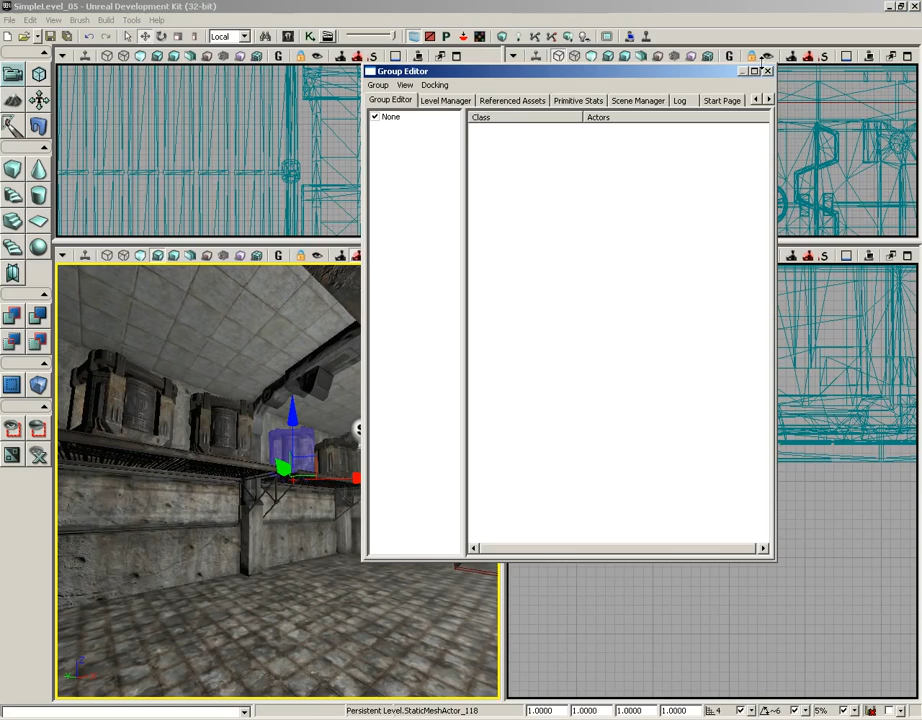 SimpleLevel_05 - Unreal Development Kit (32-bit)
File Edit View Brush Build Tools Help
Local
Group Editor
Group View Docking
Group Editor Level Manager Referenced Assets Primitive Stats Scene Manager Log Start Page
None Class Actors
Persistent Level.StaticMeshActor_118 1.0000 1.0000 1.0000 1.0000 4 ~6 5%